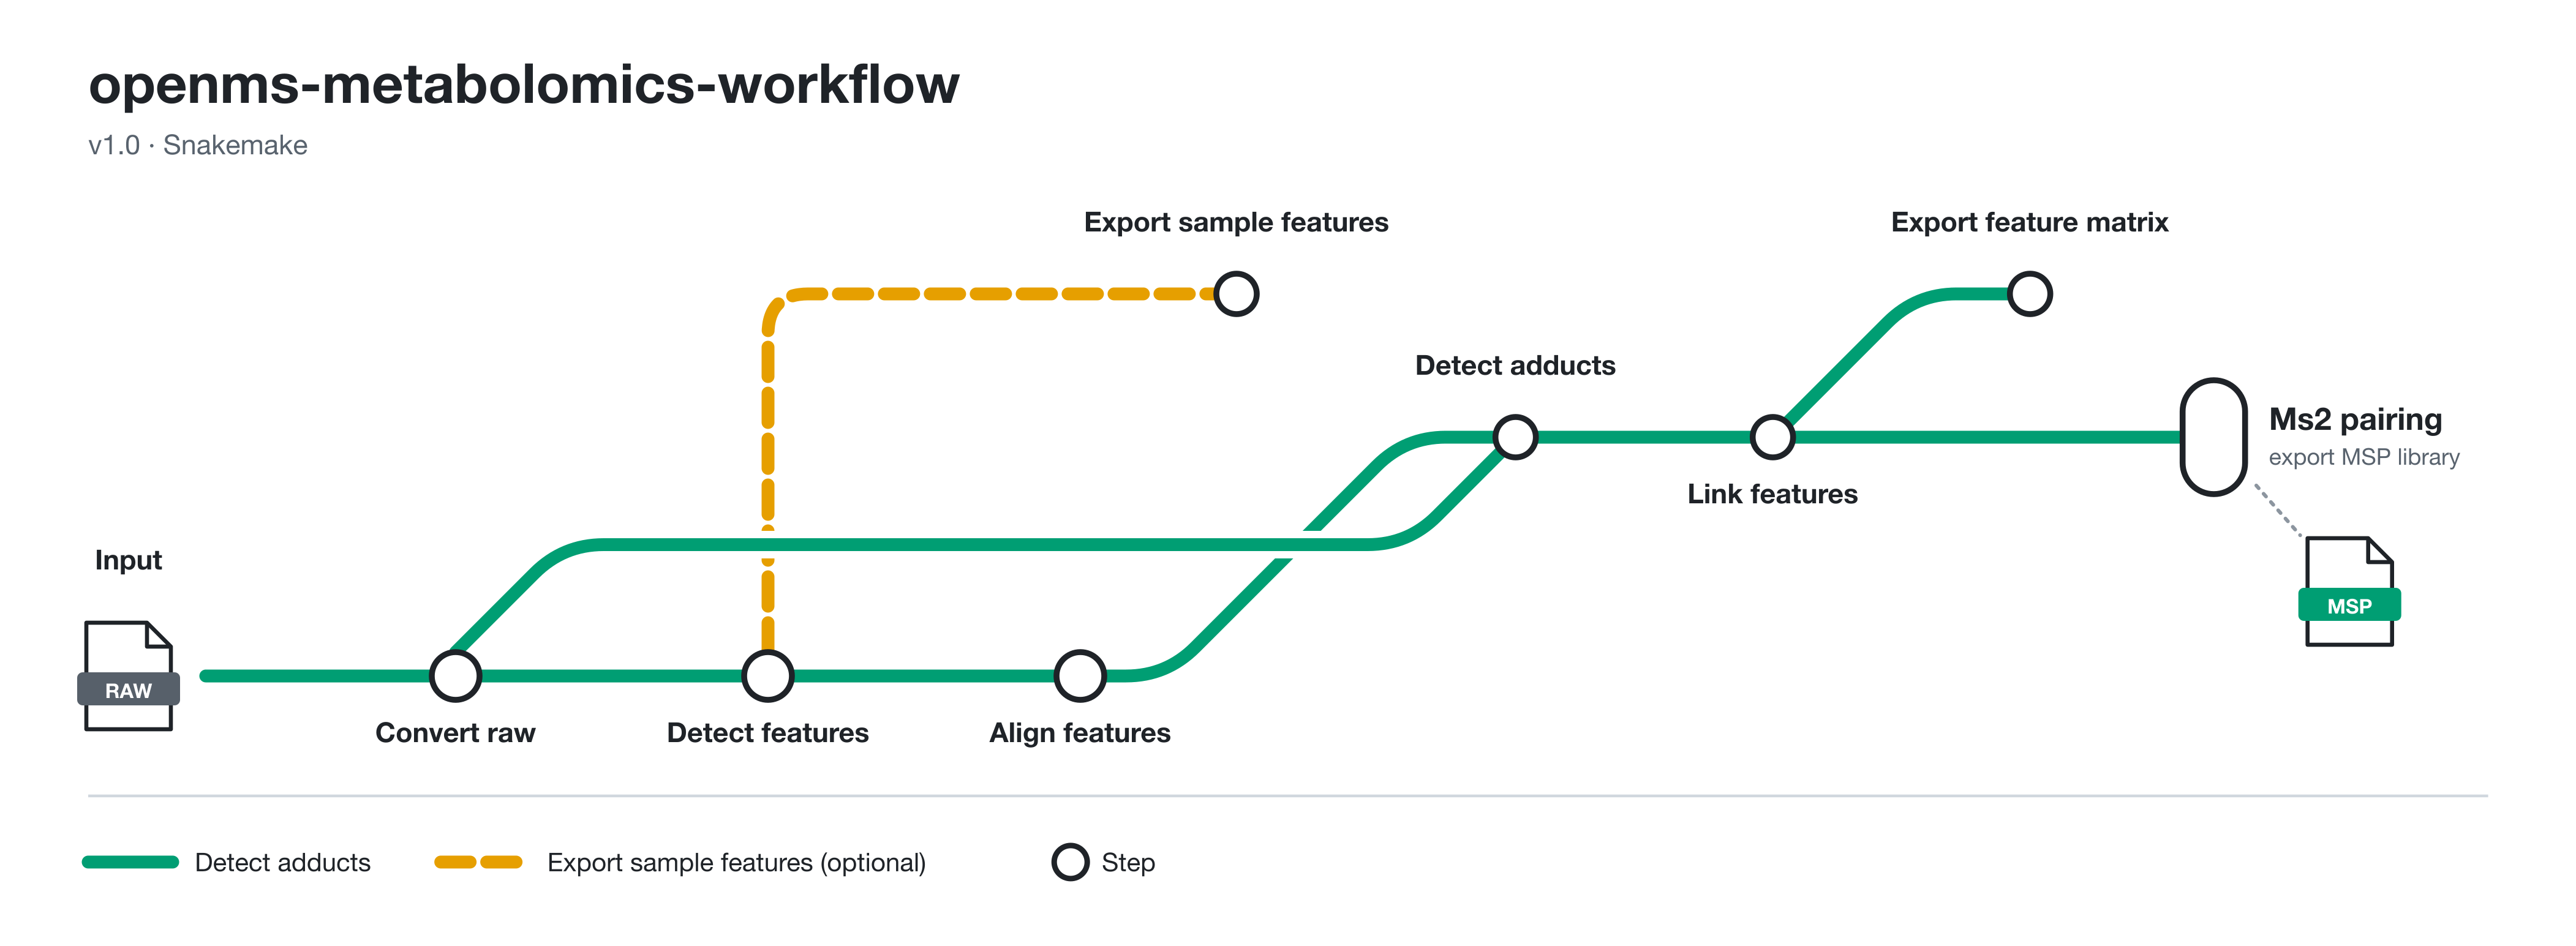 openms-metabolomics-workflow
v1.0 · Snakemake
Export sample features
Export feature matrix
Detect adducts
Ms2 pairing
export MSP library
Link features
Input
RAW
MSP
Convert raw
Detect features
Align features
Detect adducts
Export sample features (optional)
Step